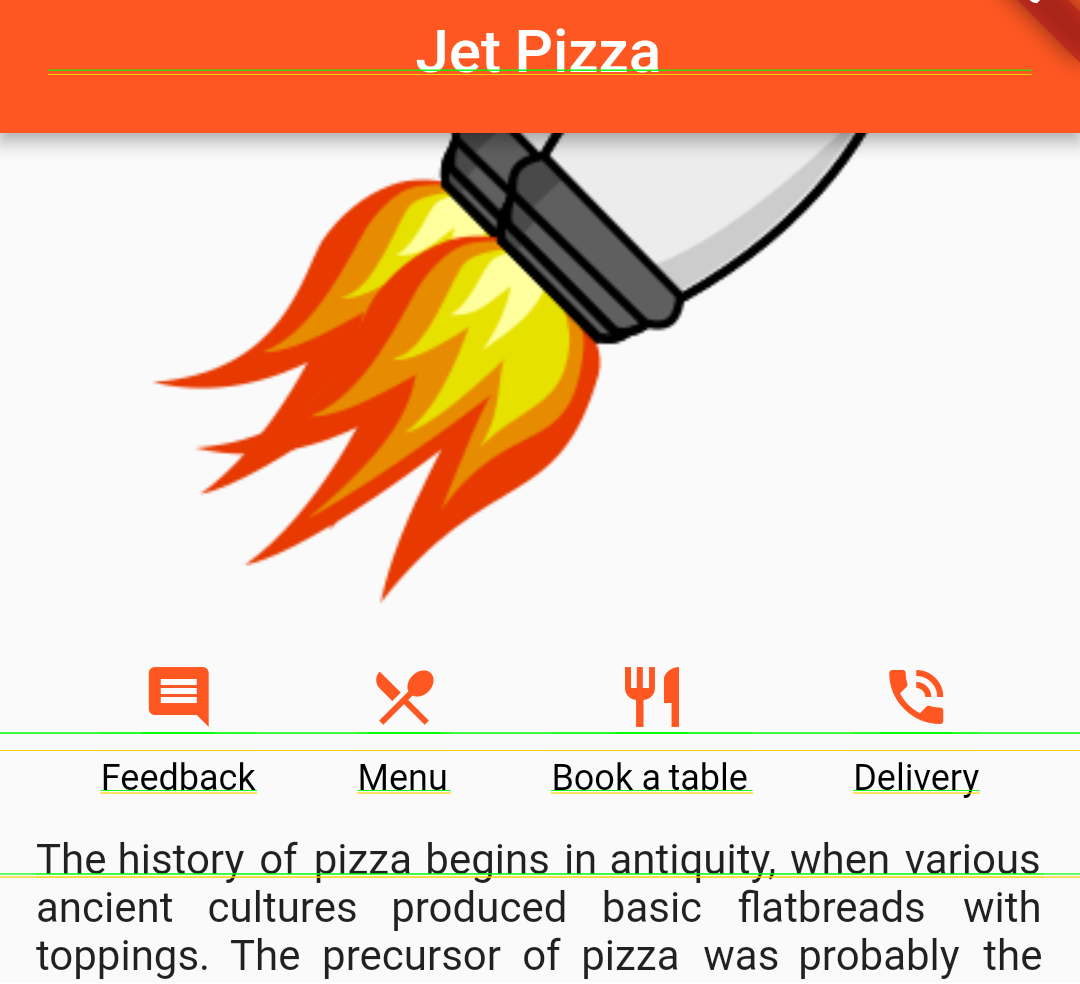 Jet Pizza
Feedback Menu Book a table Delivery
The history of pizza begins in antiquity, when various
ancient cultures produced basic flatbreads with
toppings. The precursor of pizza was probably the